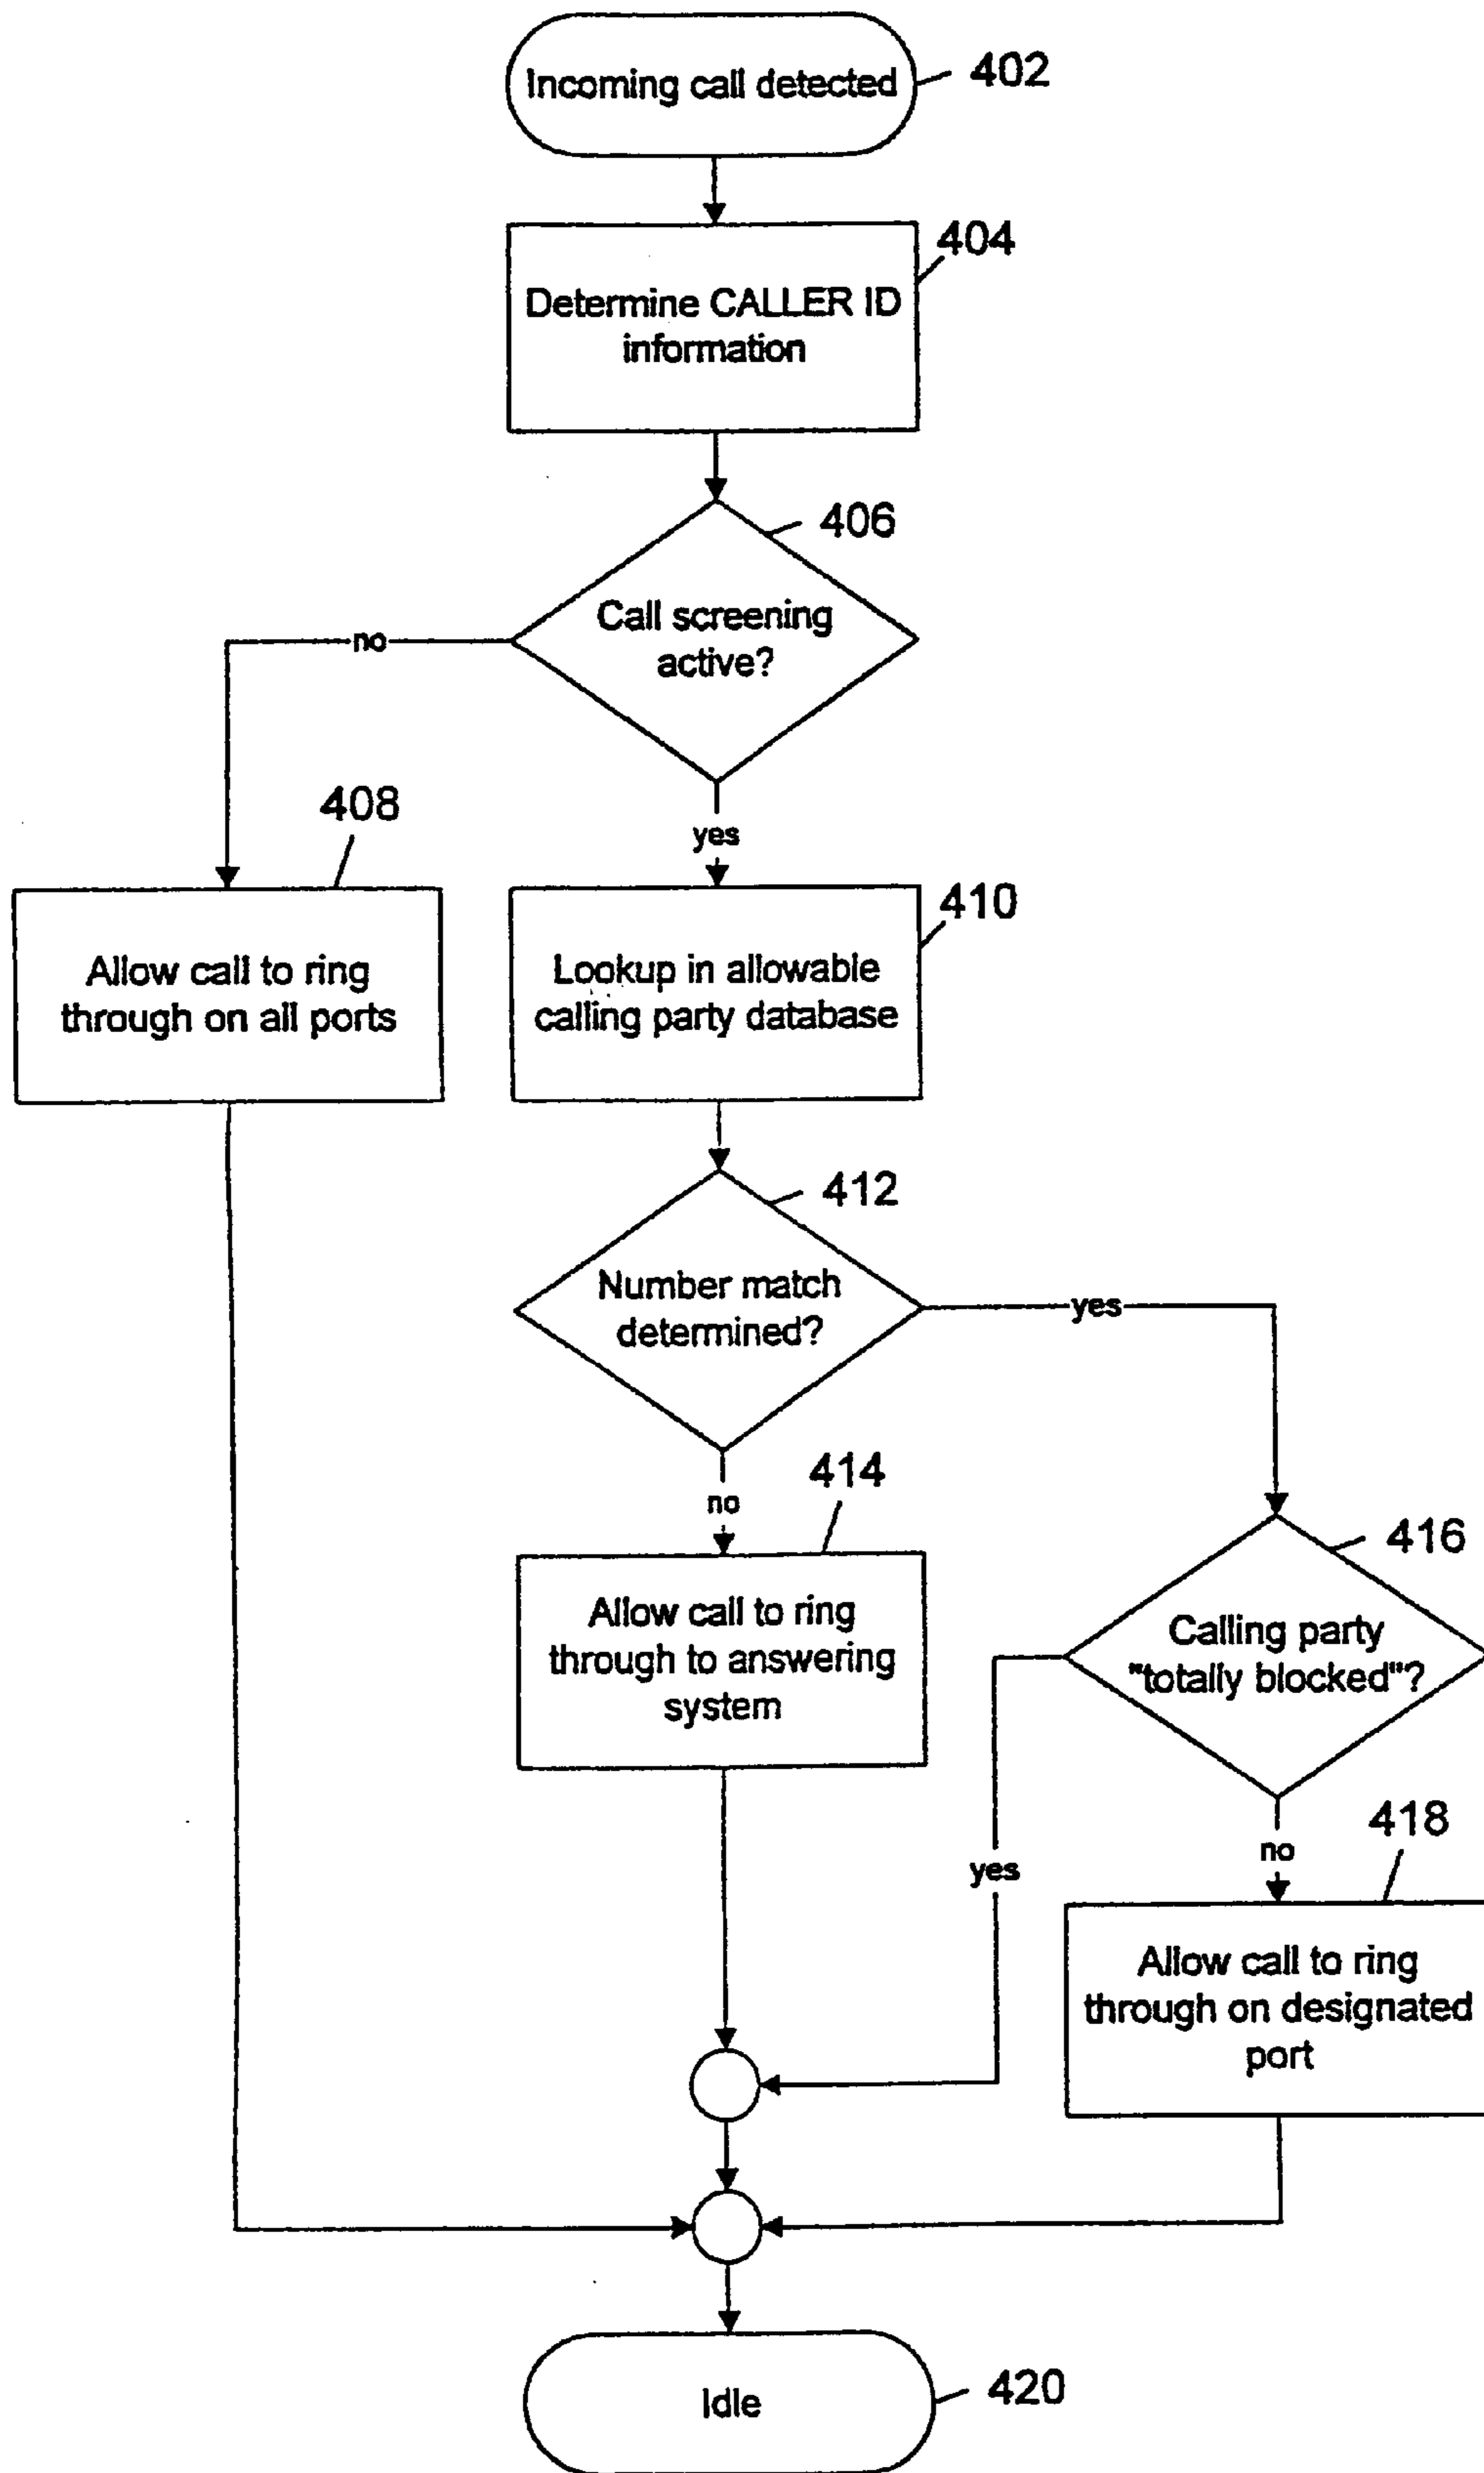 Incoming call detected
402
404
Determine CALLER ID
information
406
Call screening
active?
no
yes
408
Allow call to ring
through on all ports
410
Lookup in allowable
calling party database
412
Number match
determined?
yes
no
414
Allow call to ring
through to answering
system
416
Calling party
"totally blocked"?
yes
no
418
Allow call to ring
through on designated
port
Idle
420